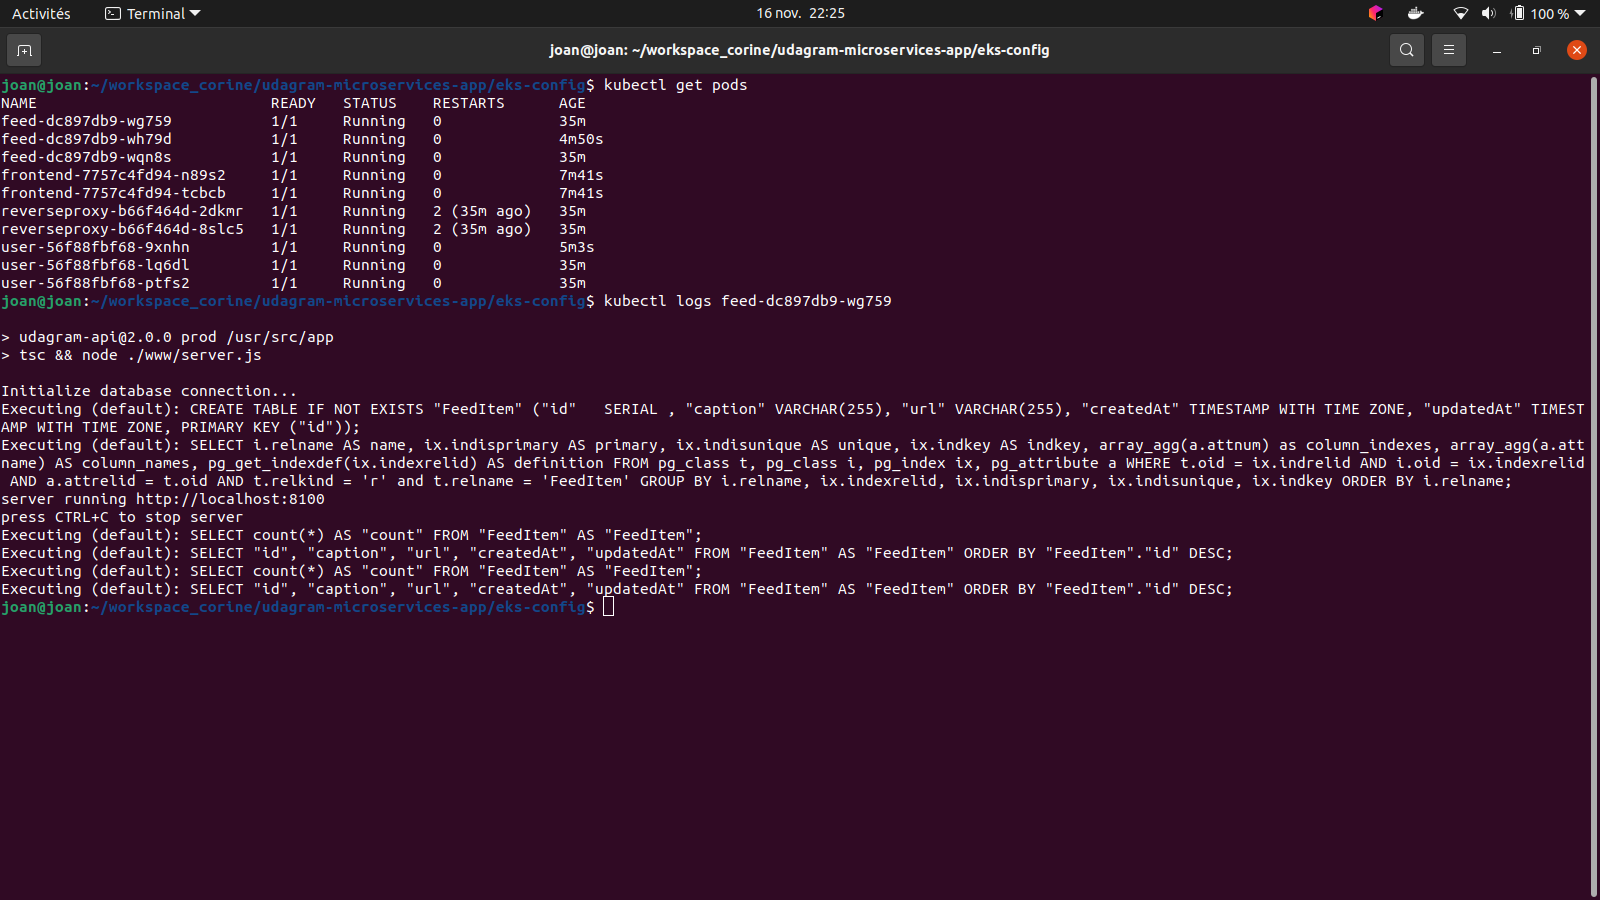 Activités Terminal 16 nov. 22:25 100 %
joan@joan: ~/workspace_corine/udagram-microservices-app/eks-config
joan@joan:~/workspace_corine/udagram-microservices-app/eks-config$ kubectl get pods
NAME READY STATUS RESTARTS AGE
feed-dc897db9-wg759 1/1 Running 0 35m
feed-dc897db9-wh79d 1/1 Running 0 4m50s
feed-dc897db9-wqn8s 1/1 Running 0 35m
frontend-7757c4fd94-n89s2 1/1 Running 0 7m41s
frontend-7757c4fd94-tcbcb 1/1 Running 0 7m41s
reverseproxy-b66f464d-2dkmr 1/1 Running 2 (35m ago) 35m
reverseproxy-b66f464d-8slc5 1/1 Running 2 (35m ago) 35m
user-56f88fbf68-9xnhn 1/1 Running 0 5m3s
user-56f88fbf68-lq6dl 1/1 Running 0 35m
user-56f88fbf68-ptfs2 1/1 Running 0 35m
joan@joan:~/workspace_corine/udagram-microservices-app/eks-config$ kubectl logs feed-dc897db9-wg759
> udagram-api@2.0.0 prod /usr/src/app
> tsc && node ./www/server.js
Initialize database connection...
Executing (default): CREATE TABLE IF NOT EXISTS "FeedItem" ("id"   SERIAL , "caption" VARCHAR(255), "url" VARCHAR(255), "createdAt" TIMESTAMP WITH TIME ZONE, "updatedAt" TIMEST
AMP WITH TIME ZONE, PRIMARY KEY ("id"));
Executing (default): SELECT i.relname AS name, ix.indisprimary AS primary, ix.indisunique AS unique, ix.indkey AS indkey, array_agg(a.attnum) as column_indexes, array_agg(a.att
name) AS column_names, pg_get_indexdef(ix.indexrelid) AS definition FROM pg_class t, pg_class i, pg_index ix, pg_attribute a WHERE t.oid = ix.indrelid AND i.oid = ix.indexrelid
AND a.attrelid = t.oid AND t.relkind = 'r' and t.relname = 'FeedItem' GROUP BY i.relname, ix.indexrelid, ix.indisprimary, ix.indisunique, ix.indkey ORDER BY i.relname;
server running http://localhost:8100
press CTRL+C to stop server
Executing (default): SELECT count(*) AS "count" FROM "FeedItem" AS "FeedItem";
Executing (default): SELECT "id", "caption", "url", "createdAt", "updatedAt" FROM "FeedItem" AS "FeedItem" ORDER BY "FeedItem"."id" DESC;
Executing (default): SELECT count(*) AS "count" FROM "FeedItem" AS "FeedItem";
Executing (default): SELECT "id", "caption", "url", "createdAt", "updatedAt" FROM "FeedItem" AS "FeedItem" ORDER BY "FeedItem"."id" DESC;
joan@joan:~/workspace_corine/udagram-microservices-app/eks-config$